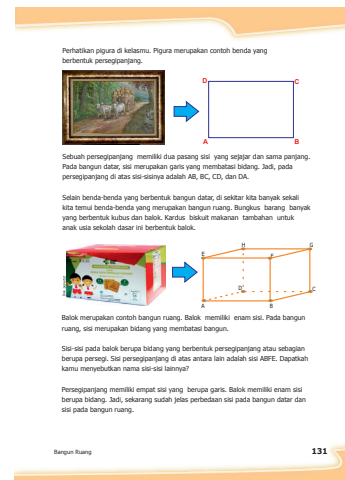 Perhatikan pigura di kelasmu. Pigura merupakan contoh benda yang
berbentuk persegipanjang.
D
C
A
B
Sebuah persegipanjang memiliki dua pasang sisi yang sejajar dan sama panjang.
Pada bangun datar, sisi merupakan garis yang membatasi bidang. Jadi, pada
persegipanjang di atas sisi-sisinya adalah AB, BC, CD, dan DA.
Selain benda-benda yang berbentuk bangun datar, di sekitar kita banyak sekali
kita temui benda-benda yang merupakan bangun ruang. Bungkus barang banyak
yang berbentuk kubus dan balok. Kardus biskuit makanan tambahan untuk
anak usia sekolah dasar ini berbentuk balok.
H
G
E
F
D
C
A
B
Balok merupakan contoh bangun ruang. Balok memiliki enam sisi. Pada bangun
ruang, sisi merupakan bidang yang membatasi bangun.
Sisi-sisi pada balok berupa bidang yang berbentuk persegipanjang atau sebagian
berupa persegi. Sisi persegipanjang di atas antara lain adalah sisi ABFE. Dapatkah
kamu menyebutkan nama sisi-sisi lainnya?
Persegipanjang memiliki empat sisi yang berupa garis. Balok memiliki enam sisi
berupa bidang. Jadi, sekarang sudah jelas perbedaan sisi pada bangun datar dan
sisi pada bangun ruang.
Bangun Ruang
131